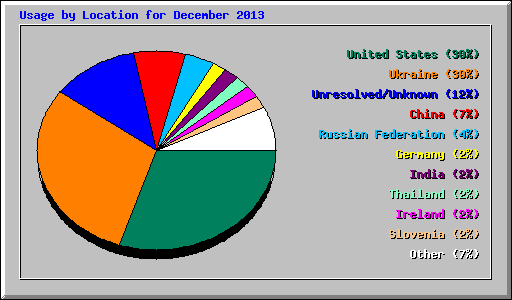 Usage by Location for December 2013
United States (30%)
Ukraine (30%)
Unresolved/Unknown (12%)
China (7%)
Russian Federation (4%)
Germany (2%)
India (2%)
Thailand (2%)
Ireland (2%)
Slovenia (2%)
Other (7%)